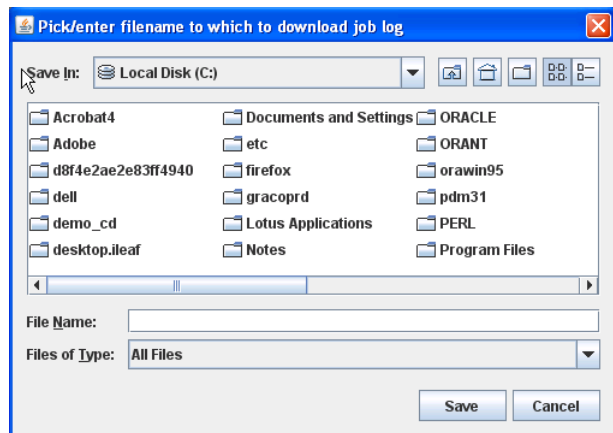 Pick/enter filename to which to download job log
Save In: Local Disk (C:)
Acrobat4 Documents and Settings ORACLE
Adobe etc ORANT
d8f4e2ae2e83ff4940 firefox orawin95
dell gracoprd pdm31
demo_cd Lotus Applications PERL
desktop.ileaf Notes Program Files
File Name:
Files of Type: All Files
Save Cancel